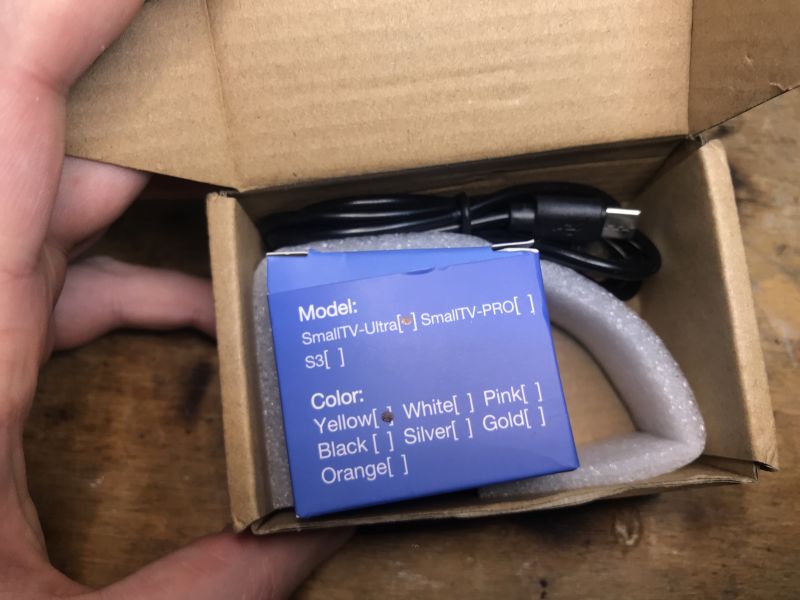 Model:
SmallTV-Ultra[ ] SmallTV-PRO[ ]
S3[ ]
Color:
Yellow[ ] White[ ] Pink[ ]
Black [ ] Silver[ ] Gold[ ]
Orange[ ]